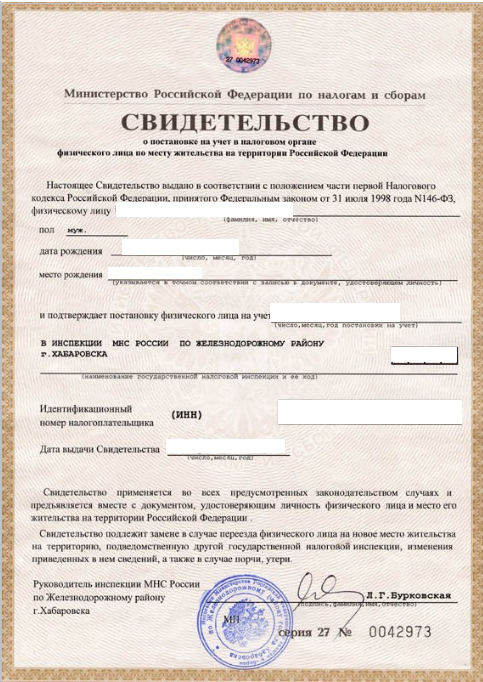 27 0042973
Министерство Российской Федерации по налогам и сборам
СВИДЕТЕЛЬСТВО
о постановке на учет в налоговом органе
физического лица по месту жительства на территории Российской Федерации
Настоящее Свидетельство выдано в соответствии с положением части первой Налогового
кодекса Российской Федерации, принятого Федеральным законом от 31 июля 1998 года N146-ФЗ,
физическому лицу
(фамилия, имя, отчество)
пол муж.
дата рождения
(число, месяц, год)
место рождения
(указывается в точном соответствии с записью в документе, удостоверяющем личность)
и подтверждает постановку физического лица на учет
(число,месяц,год постановки на учет)
В ИНСПЕКЦИИ МНС РОССИИ ПО ЖЕЛЕЗНОДОРОЖНОМУ РАЙОНУ
г.ХАБАРОВСКА
(наименование государственной налоговой инспекции и ее код)
Идентификационный
номер налогоплательщика (ИНН)
Дата выдачи Свидетельства
(число,месяц,год)
Свидетельство применяется во всех предусмотренных законодательством случаях и
предъявляется вместе с документом, удостоверяющим личность физического лица и место его
жительства на территории Российской Федерации .
Свидетельство подлежит замене в случае переезда физического лица на новое место жительства
на территорию, подведомственную другой государственной налоговой инспекции, изменения
приведенных в нем сведений, а также в случае порчи, утери.
Руководитель инспекции МНС России
по Железнодорожному району
г.Хабаровска
Л.Г.Бурковская
(подпись,фамилия,имя,отчество)
МП
серия 27 № 0042973